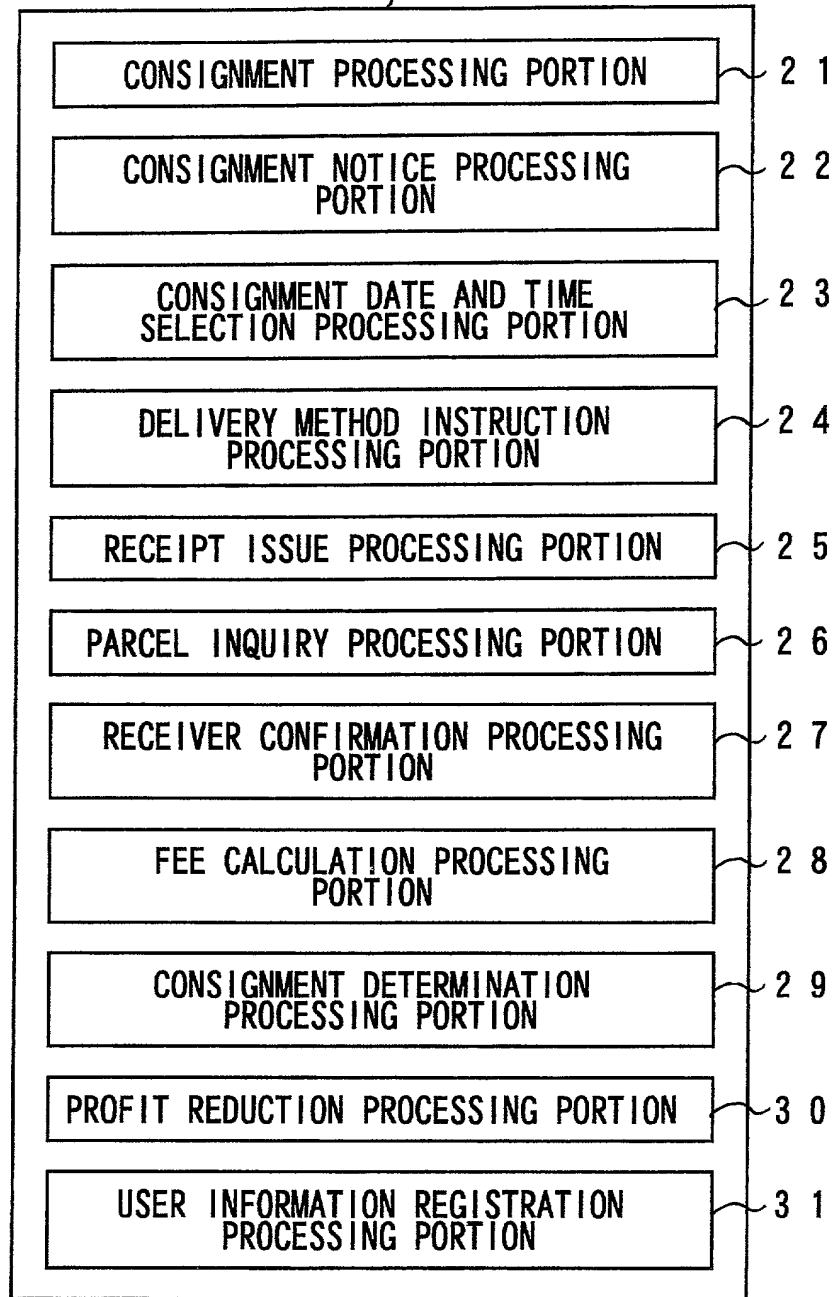 CONSIGNMENT PROCESSING PORTION 21
CONSIGNMENT NOTICE PROCESSING
PORTION 22
CONSIGNMENT DATE AND TIME
SELECTION PROCESSING PORTION 23
DELIVERY METHOD INSTRUCTION
PROCESSING PORTION 24
RECEIPT ISSUE PROCESSING PORTION 25
PARCEL INQUIRY PROCESSING PORTION 26
RECEIVER CONFIRMATION PROCESSING
PORTION 27
FEE CALCULATION PROCESSING
PORTION 28
CONSIGNMENT DETERMINATION
PROCESSING PORTION 29
PROFIT REDUCTION PROCESSING PORTION 30
USER INFORMATION REGISTRATION
PROCESSING PORTION 31